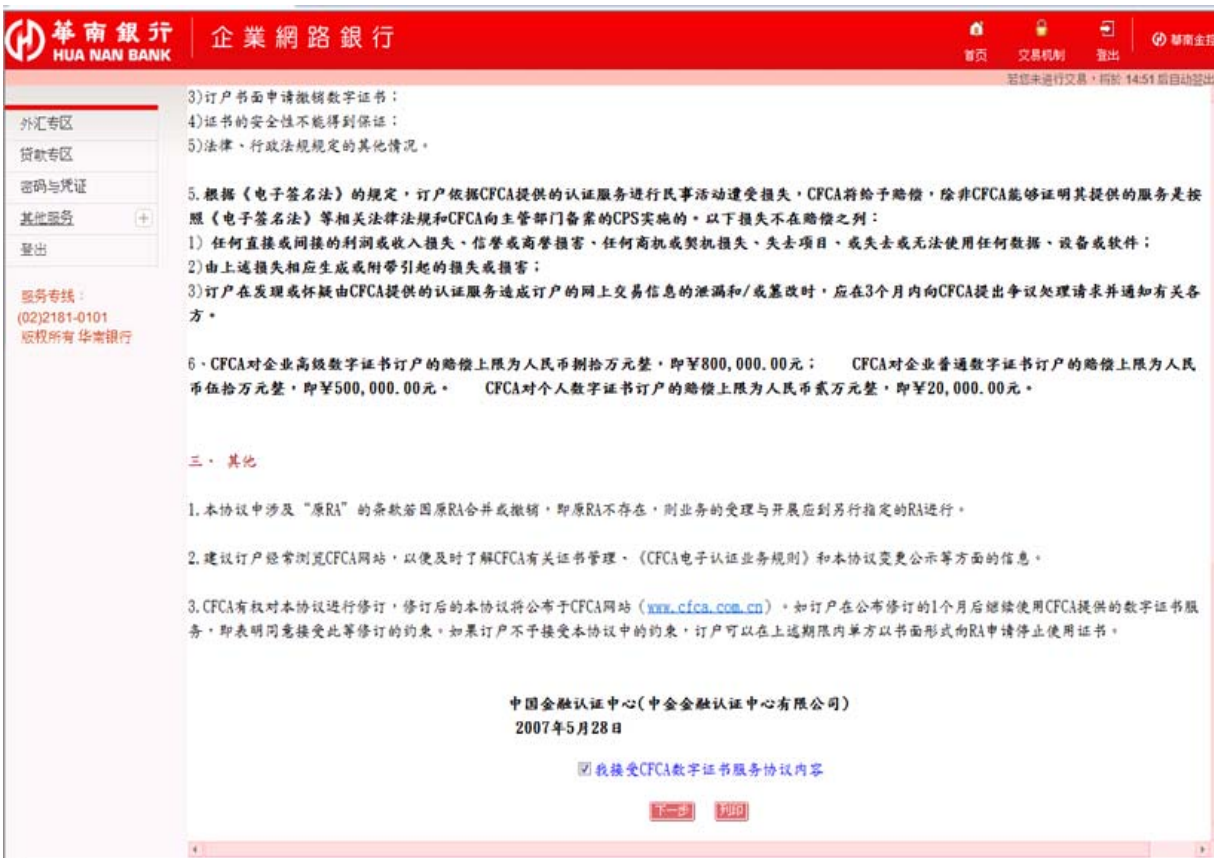 華南銀行
HUA NAN BANK
企業網路銀行
首页 交易机制 登出 華南金控
若您未进行交易,将於 14:51 后自动登出
外汇专区
贷款专区
密码与凭证
其他服务
登出
服务专线:
(02)2181-0101
版权所有 华南银行
3)订户书面申请撤销数字证书;
4)证书的安全性不能得到保证;
5)法律、行政法规规定的其他情况。
5.根据《电子签名法》的规定,订户依据CFCA提供的认证服务进行民事活动遭受损失,CFCA将给予赔偿,除非CFCA能够证明其提供的服务是按
照《电子签名法》等相关法律法规和CFCA向主管部门备案的CPS实施的。以下损失不在赔偿之列:
1) 任何直接或间接的利润或收入损失、信誉或商誉损害、任何商机或契机损失、失去项目、或失去或无法使用任何数据、设备或软件;
2)由上述损失相应生成或附带引起的损失或损害;
3)订户在发现或怀疑由CFCA提供的认证服务造成订户的网上交易信息的泄漏和/或篡改时,应在3个月内向CFCA提出争议处理请求并通知有关各
方。
6、CFCA对企业高级数字证书订户的赔偿上限为人民币捌拾万元整,即¥800,000.00元; CFCA对企业普通数字证书订户的赔偿上限为人民
币伍拾万元整,即¥500,000.00元。 CFCA对个人数字证书订户的赔偿上限为人民币贰万元整,即¥20,000.00元。
三、 其他
1.本协议中涉及“原RA”的条款若因原RA合并或撤销,即原RA不存在,则业务的受理与开展应到另行指定的RA进行。
2.建议订户经常浏览CFCA网站,以便及时了解CFCA有关证书管理、《CFCA电子认证业务规则》和本协议变更公示等方面的信息。
3.CFCA有权对本协议进行修订,修订后的本协议将公布于CFCA网站(www.cfca.com.cn)。如订户在公布修订的1个月后继续使用CFCA提供的数字证书服
务,即表明同意接受此等修订的约束。如果订户不予接受本协议中的约束,订户可以在上述期限内单方以书面形式向RA申请停止使用证书。
中国金融认证中心(中金金融认证中心有限公司)
2007年5月28日
我接受CFCA数字证书服务协议内容
下一步 列印